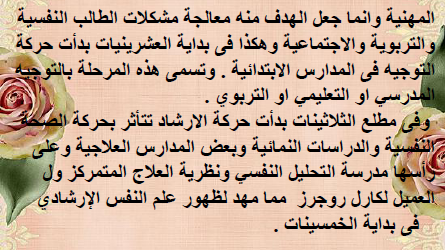 المهنية وانما جعل الهدف منه معالجة مشكلات الطالب النفسية
والتربوية والاجتماعية وهكذا فى بداية العشرينيات بدأت حركة
التوجيه فى المدارس الابتدائية . وتسمى هذه المرحلة بالتوجيه
المدرسي او التعليمي او التربوي .
وفى مطلع الثلاثينات بدأت حركة الارشاد تتأثر بحركة الصحة
النفسية والدراسات النمائية وبعض المدارس العلاجية وعلى
رأسها مدرسة التحليل النفسي ونظرية العلاج المتمركز ول
العميل لكارل روجرز مما مهد لظهور علم النفس الإرشادي
فى بداية الخمسينات .